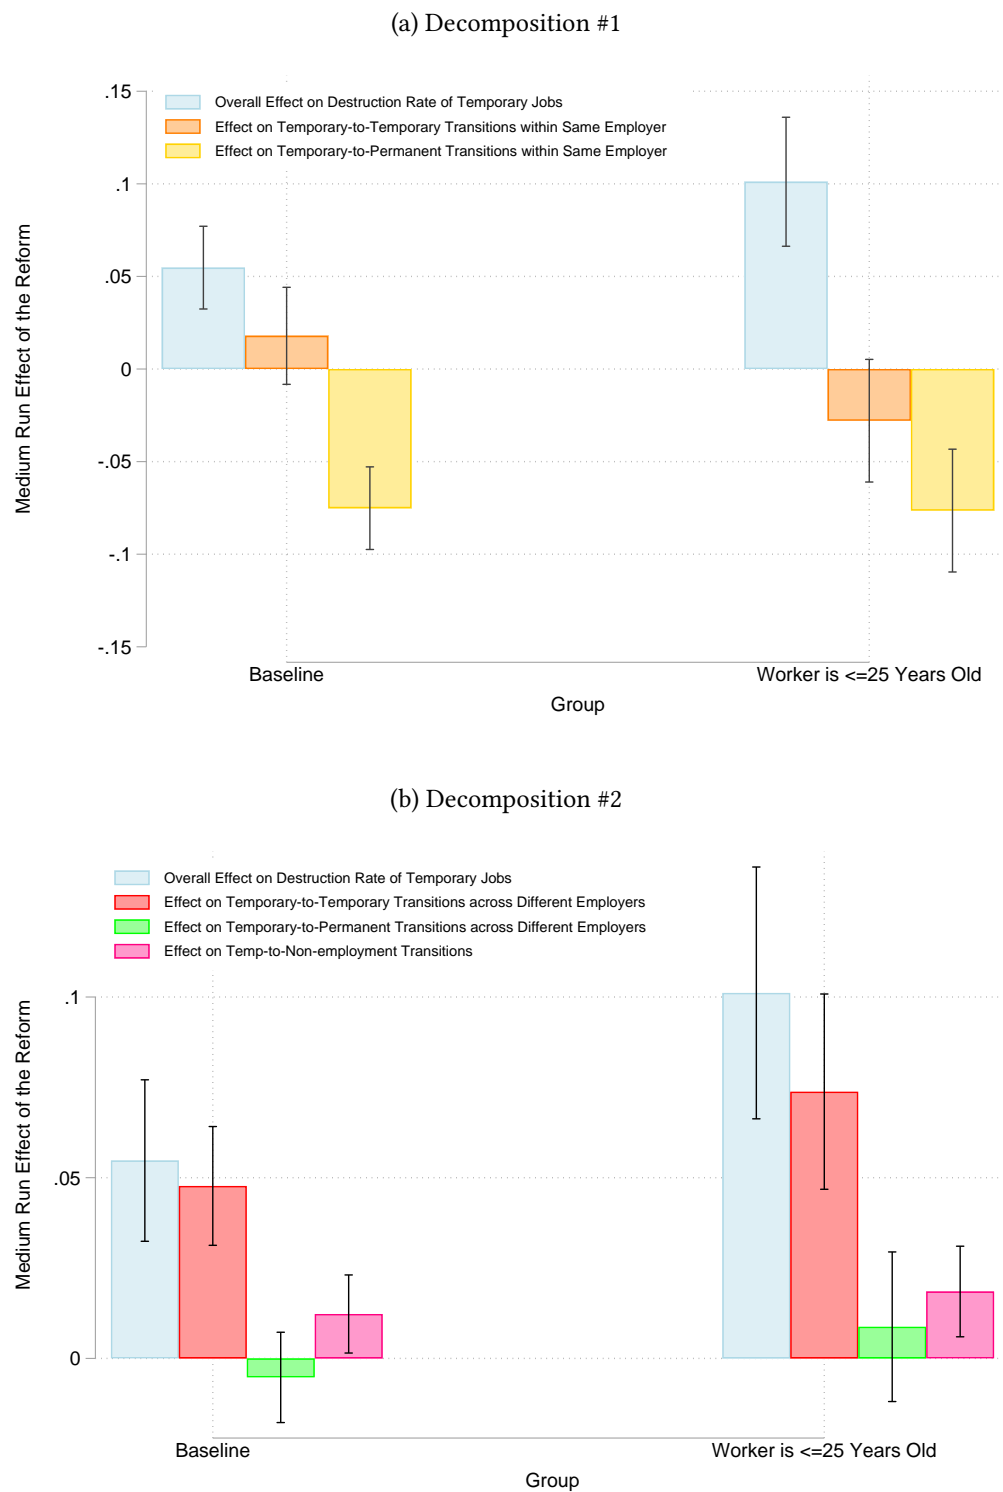 (a) Decomposition #1
Overall Effect on Destruction Rate of Temporary Jobs
Effect on Temporary-to-Temporary Transitions within Same Employer
Effect on Temporary-to-Permanent Transitions within Same Employer
Medium Run Effect of the Reform
.15
.1
.05
0
-.05
-.1
-.15
Baseline
Worker is <=25 Years Old
Group
(b) Decomposition #2
Overall Effect on Destruction Rate of Temporary Jobs
Effect on Temporary-to-Temporary Transitions across Different Employers
Effect on Temporary-to-Permanent Transitions across Different Employers
Effect on Temp-to-Non-employment Transitions
Medium Run Effect of the Reform
.1
.05
0
Baseline
Worker is <=25 Years Old
Group